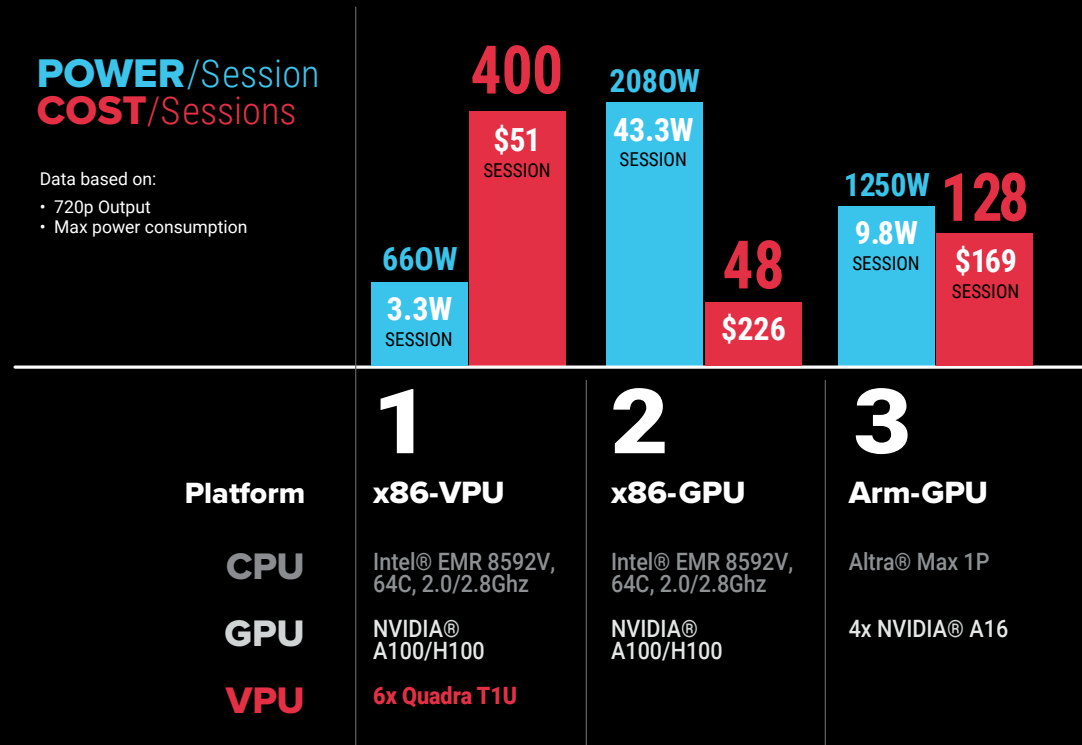 POWER/Session
COST/Sessions
Data based on:
• 720p Output
• Max power consumption
660W
3.3W
SESSION
400
$51
SESSION
2080W
43.3W
SESSION
48
$226
1250W
9.8W
SESSION
128
$169
SESSION
1
2
3
Platform
x86-VPU
x86-GPU
Arm-GPU
CPU
Intel® EMR 8592V,
64C, 2.0/2.8Ghz
Intel® EMR 8592V,
64C, 2.0/2.8Ghz
Altra® Max 1P
GPU
NVIDIA®
A100/H100
NVIDIA®
A100/H100
4x NVIDIA® A16
VPU
6x Quadra T1U